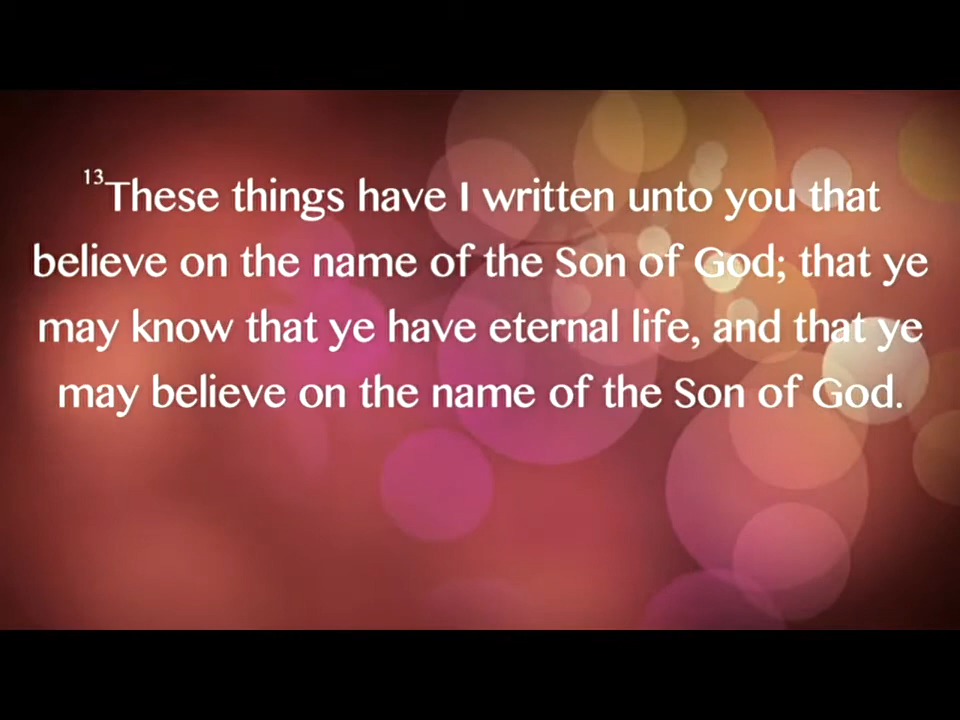 13These things have I written unto you that
believe on the name of the Son of God; that ye
may know that ye have eternal life, and that ye
may believe on the name of the Son of God.